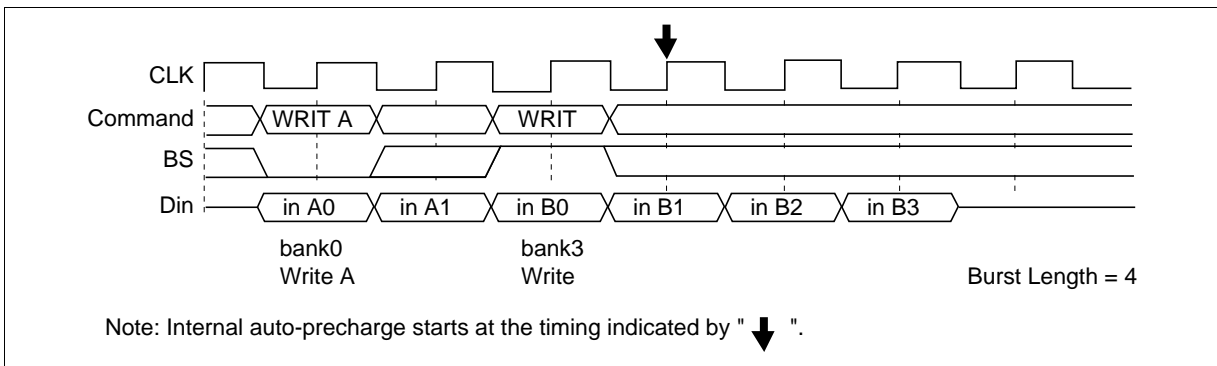 CLK
Command WRIT A WRIT
BS
Din in A0 in A1 in B0 in B1 in B2 in B3
bank0 bank3
Write A Write Burst Length = 4
Note: Internal auto-precharge starts at the timing indicated by " ".